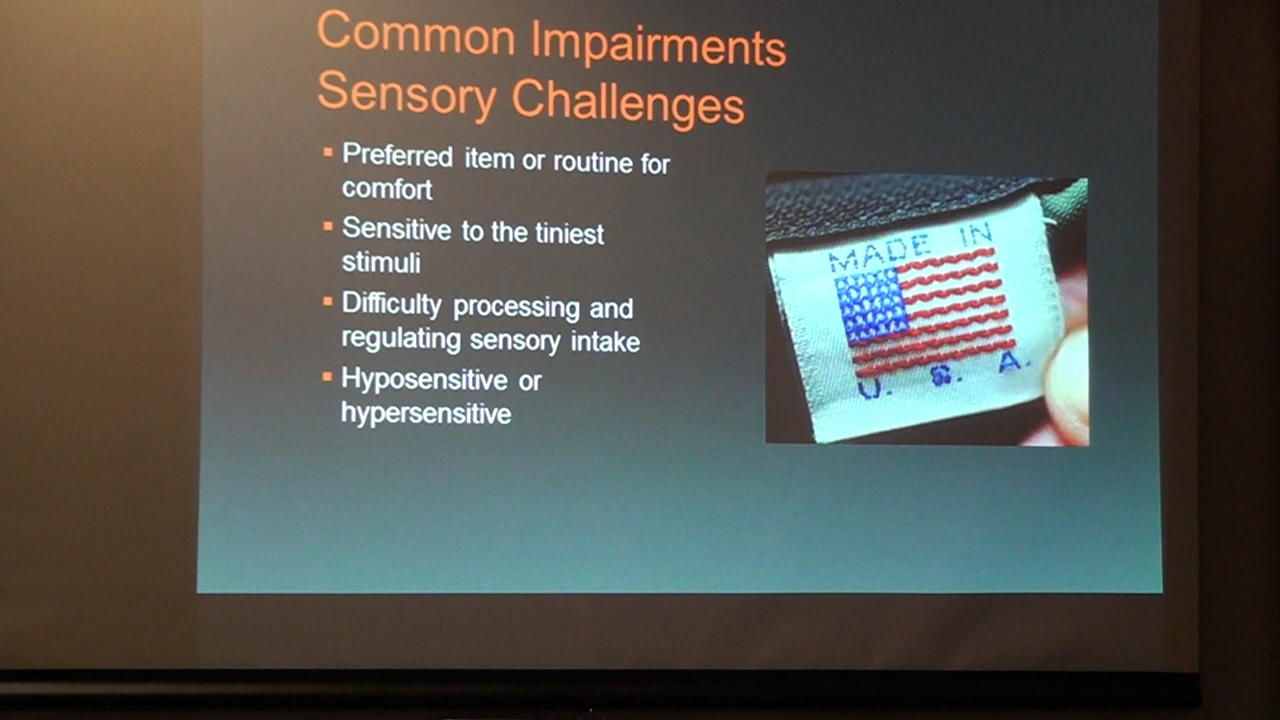 Common Impairments
Sensory Challenges
▪ Preferred item or routine for
comfort
▪ Sensitive to the tiniest
stimuli
▪ Difficulty processing and
regulating sensory intake
▪ Hyposensitive or
hypersensitive
MADE IN
U. S. A.